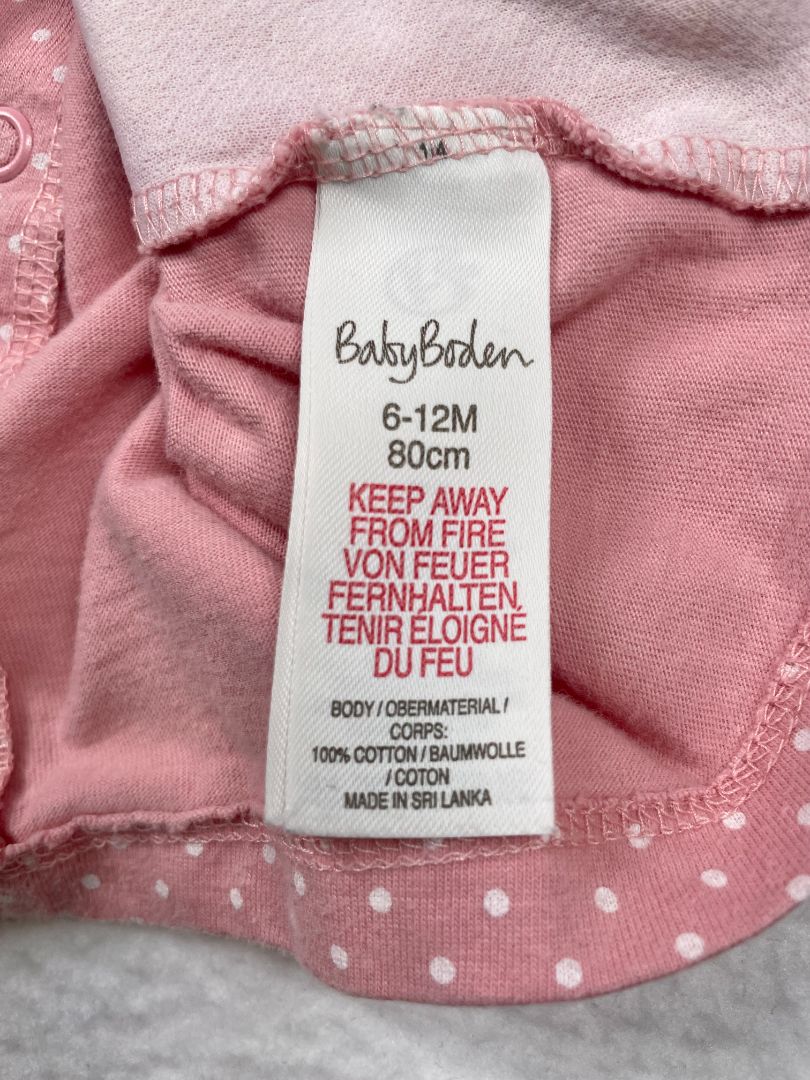 14
BabyBoden
6-12M
80cm
KEEP AWAY
FROM FIRE
VON FEUER
FERNHALTEN,
TENIR ÉLOIGNÉ
DU FEU
BODY / OBERMATERIAL /
CORPS:
100% COTTON / BAUMWOLLE
/ COTON
MADE IN SRI LANKA